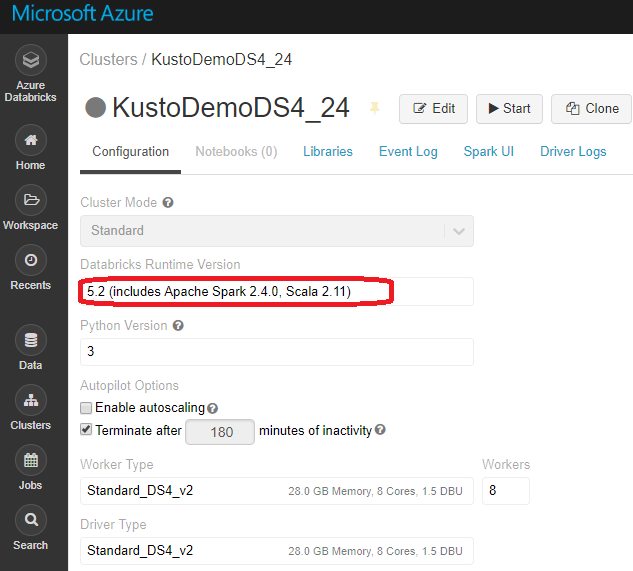 Microsoft Azure
Azure
Databricks
Home
Workspace
Recents
Data
Clusters
Jobs
Search
Clusters / KustoDemoDS4_24
KustoDemoDS4_24
Edit
Start
Clone
Configuration Notebooks (0) Libraries Event Log Spark UI Driver Logs
Cluster Mode
Standard
Databricks Runtime Version
5.2 (includes Apache Spark 2.4.0, Scala 2.11)
Python Version
3
Autopilot Options
Enable autoscaling
Terminate after 180 minutes of inactivity
Worker Type Workers
Standard_DS4_v2 28.0 GB Memory, 8 Cores, 1.5 DBU 8
Driver Type
Standard_DS4_v2 28.0 GB Memory, 8 Cores, 1.5 DBU